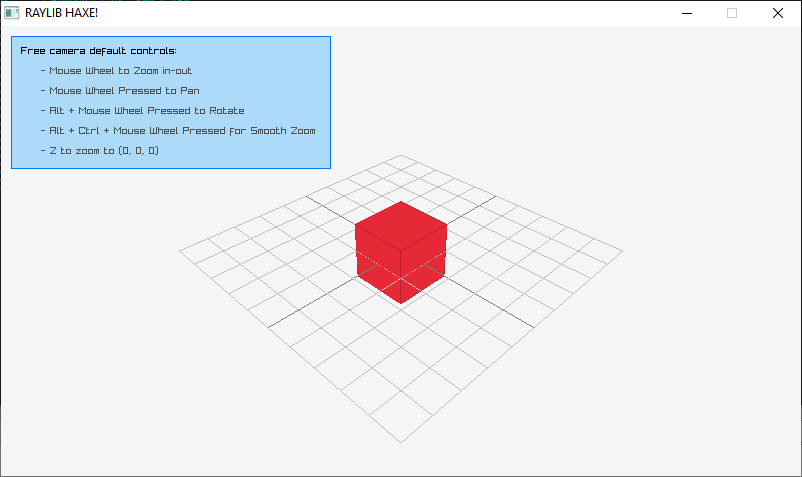 RAYLIB HAXE!
Free camera default controls:
- Mouse Wheel to Zoom in-out
- Mouse Wheel Pressed to Pan
- Alt + Mouse Wheel Pressed to Rotate
- Alt + Ctrl + Mouse Wheel Pressed for Smooth Zoom
- Z to zoom to (0, 0, 0)